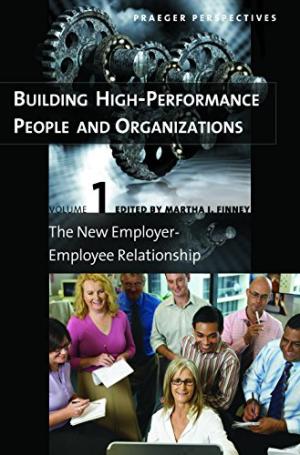 PRAEGER PERSPECTIVES
BUILDING HIGH-PERFORMANCE
PEOPLE AND ORGANIZATIONS
VOLUME 1 EDITED BY MARTHA I. FINNEY
The New Employer-
Employee Relationship